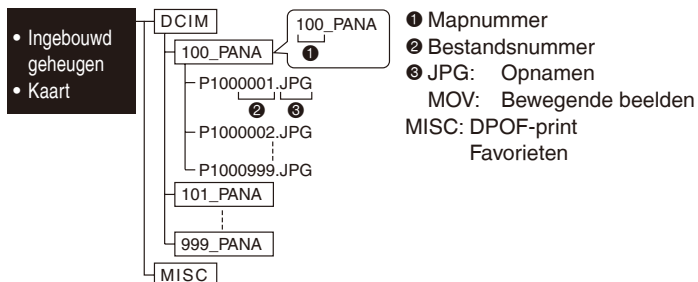 • Ingebouwd
geheugen
• Kaart
DCIM
100_PANA
P1000001.JPG
❷ ❸
P1000002.JPG
P1000999.JPG
101_PANA
999_PANA
MISC
100_PANA
❶
❶ Mapnummer
❷ Bestandsnummer
❸ JPG: Opnamen
MOV: Bewegende beelden
MISC: DPOF-print
Favorieten